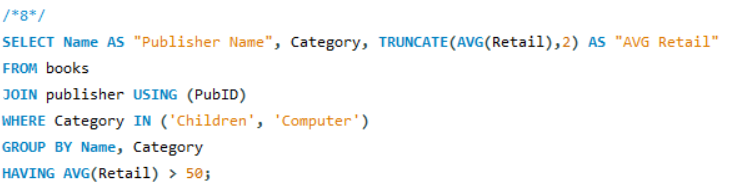 /*8*/
SELECT Name AS "Publisher Name", Category, TRUNCATE(AVG(Retail),2) AS "AVG Retail"
FROM books
JOIN publisher USING (PubID)
WHERE Category IN ('Children', 'Computer')
GROUP BY Name, Category
HAVING AVG(Retail) > 50;